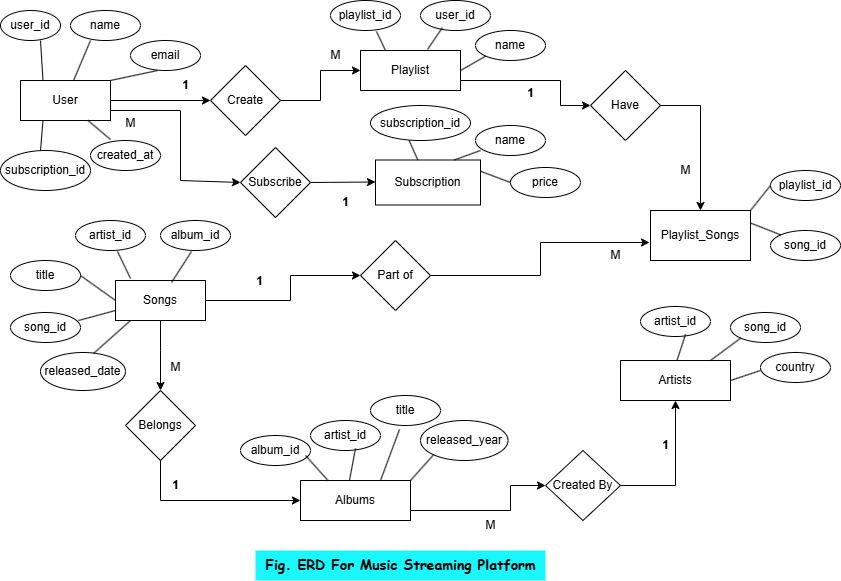 playlist_id
user_id
user_id
name
name
email
M
Playlist
1
User
Create
1
Have
M
subscription_id
name
created_at
subscription_id
Subscribe
Subscription
price
1
M
playlist_id
artist_id
album_id
Playlist_Songs
song_id
M
title
Part of
1
Songs
song_id
artist_id
song_id
released_date
M
country
Artists
Belongs
title
artist_id
released_year
album_id
1
1
Created By
Albums
M
Fig. ERD For Music Streaming Platform